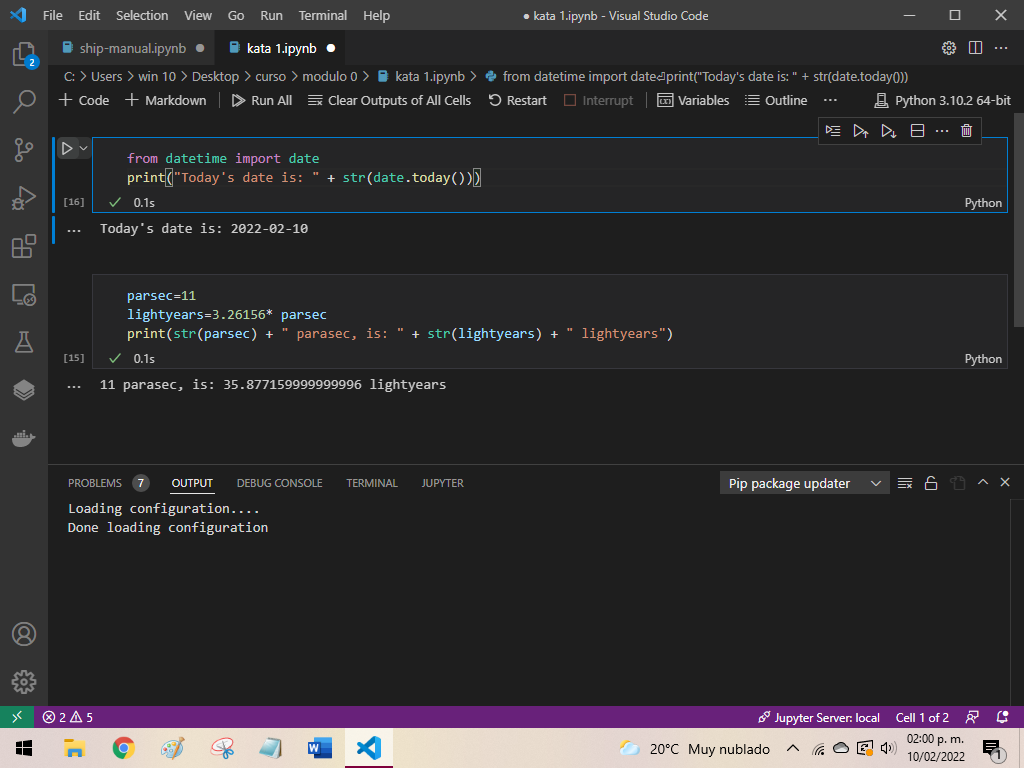 File Edit Selection View Go Run Terminal Help ● kata 1.ipynb - Visual Studio Code
ship-manual.ipynb kata 1.ipynb
C: > Users > win 10 > Desktop > curso > modulo 0 > kata 1.ipynb > from datetime import date⏎print("Today's date is: " + str(date.today()))
+ Code + Markdown Run All Clear Outputs of All Cells Restart Interrupt Variables Outline ··· Python 3.10.2 64-bit
from datetime import date
print("Today's date is: " + str(date.today()))
[16] ✓ 0.1s Python
... Today's date is: 2022-02-10
parsec=11
lightyears=3.26156* parsec
print(str(parsec) + " parasec, is: " + str(lightyears) + " lightyears")
[15] ✓ 0.1s Python
... 11 parasec, is: 35.877159999999996 lightyears
PROBLEMS 7 OUTPUT DEBUG CONSOLE TERMINAL JUPYTER Pip package updater
Loading configuration....
Done loading configuration
2
2 5 Jupyter Server: local Cell 1 of 2
W 20°C Muy nublado 02:00 p. m.
10/02/2022 1